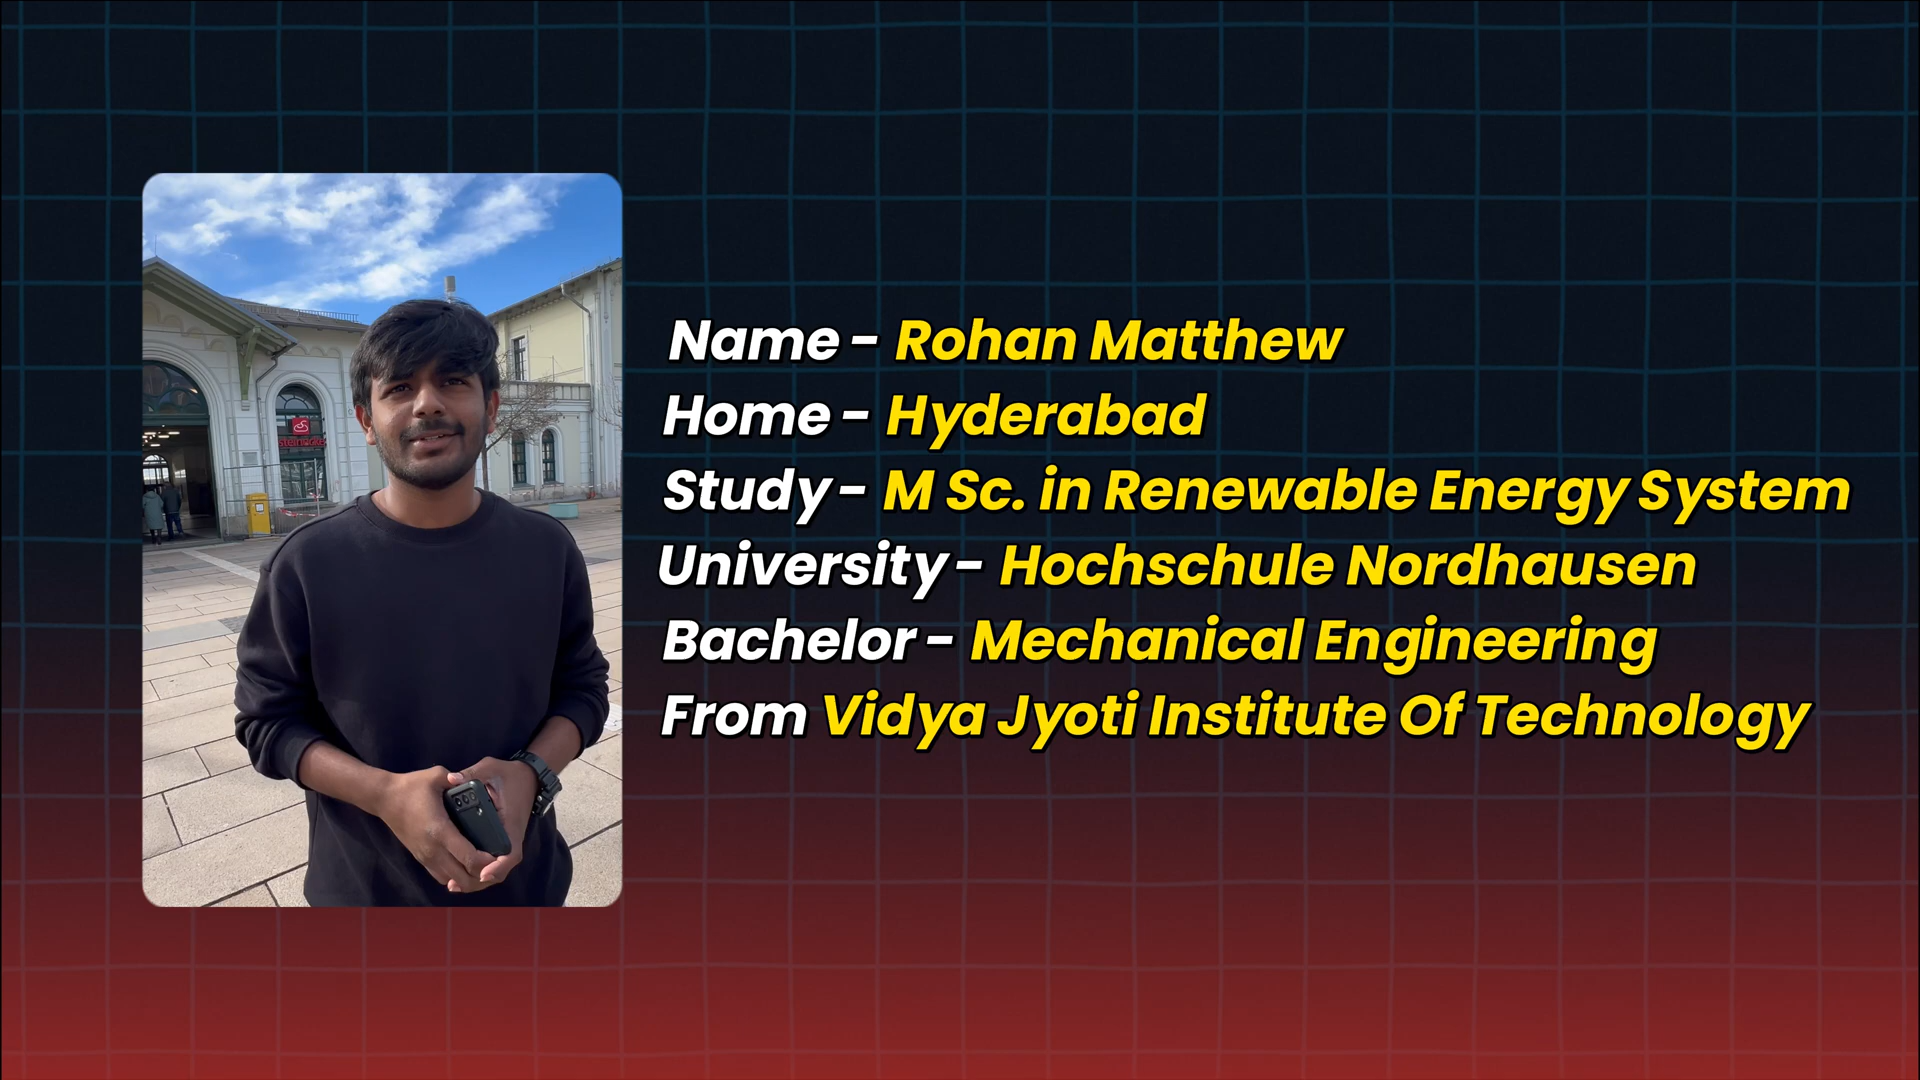 Name - Rohan Matthew
Home - Hyderabad
Study - M Sc. in Renewable Energy System
University - Hochschule Nordhausen
Bachelor - Mechanical Engineering
From Vidya Jyoti Institute Of Technology